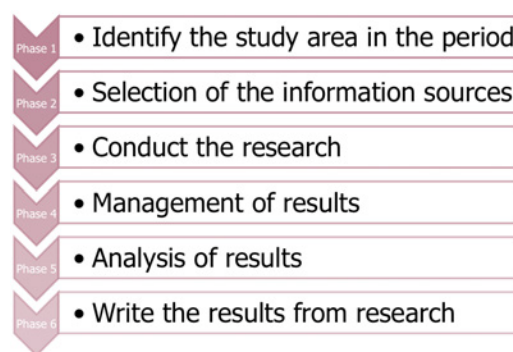 Phase 1 • Identify the study area in the period
Phase 2 • Selection of the information sources
Phase 3 • Conduct the research
Phase 4 • Management of results
Phase 5 • Analysis of results
Phase 6 • Write the results from research